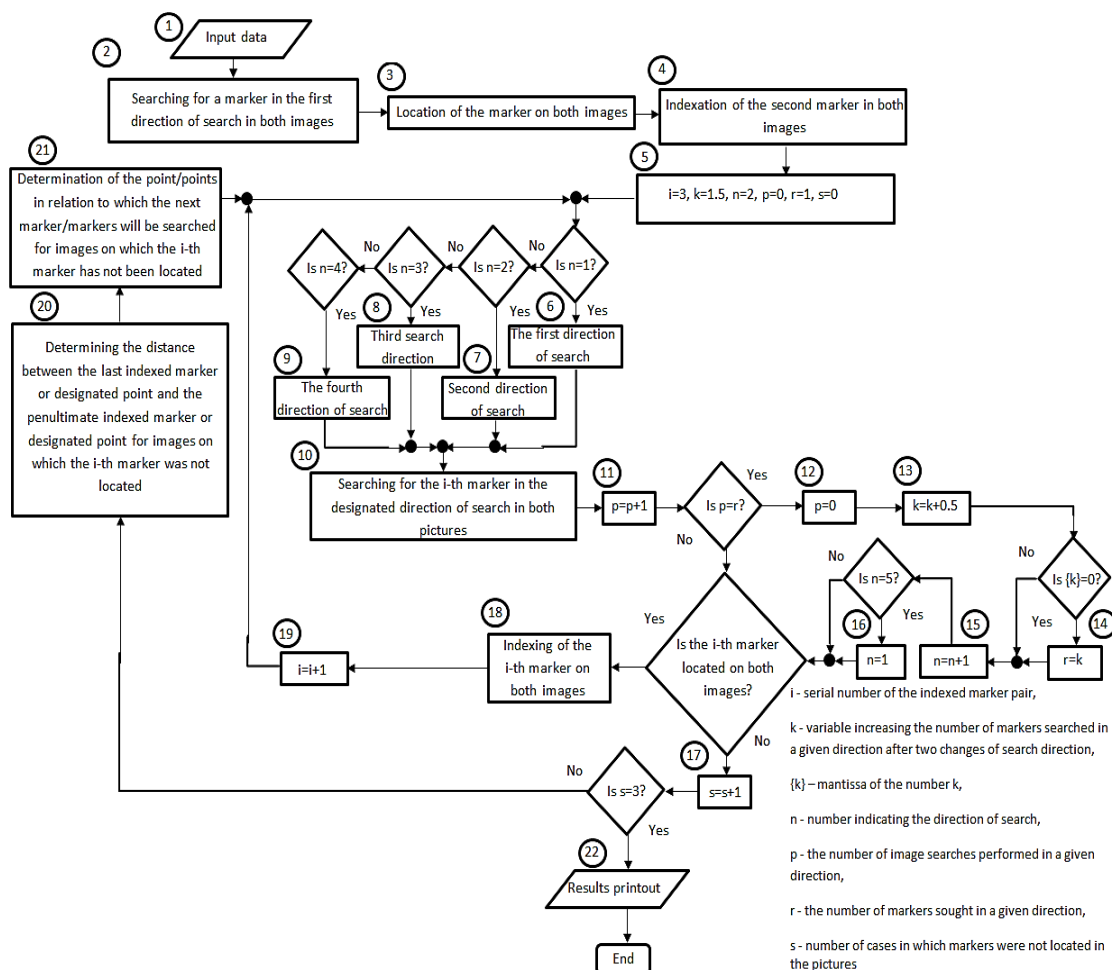 1
Input data
2
Searching for a marker in the first
direction of search in both images
3
Location of the marker on both images
4
Indexation of the second marker in both
images
5
i=3, k=1.5, n=2, p=0, r=1, s=0
21
Determination of the point/points
in relation to which the next
marker/markers will be searched
for images on which the i-th
marker has not been located
No
No
No
Is n=4?
Is n=3?
Is n=2?
Is n=1?
Yes
Yes
Yes
Yes
20
Determining the distance
between the last indexed marker
or designated point and the
penultimate indexed marker or
designated point for images on
which the i-th marker was not
located
8
Third search
direction
6
The first direction
of search
9
The fourth
direction of search
7
Second direction
of search
10
Searching for the i-th marker in the
designated direction of search in both
pictures
11
p=p+1
Is p=r?
Yes
No
12
p=0
13
k=k+0.5
No
Is {k}=0?
Yes
14
r=k
No
Is n=5?
Yes
15
n=n+1
16
n=1
Yes
Is the i-th marker
located on both
images?
No
18
Indexing of the
i-th marker on
both images
19
i=i+1
17
s=s+1
No
Is s=3?
Yes
22
Results printout
End
i - serial number of the indexed marker pair,
k - variable increasing the number of markers searched in
a given direction after two changes of search direction,
{k} – mantissa of the number k,
n - number indicating the direction of search,
p - the number of image searches performed in a given
direction,
r - the number of markers sought in a given direction,
s - number of cases in which markers were not located in
the pictures